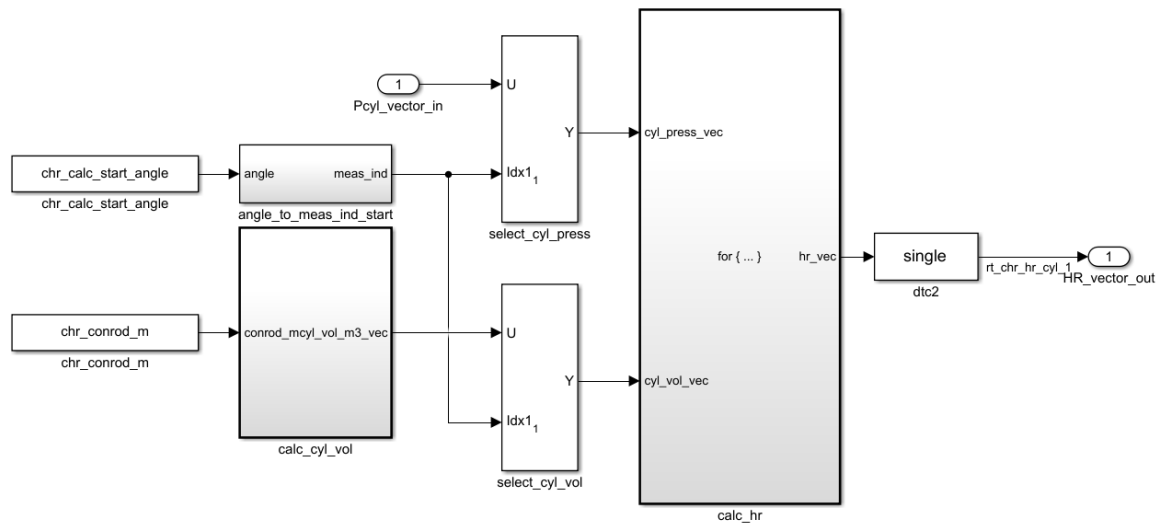 1
Pcyl_vector_in
chr_calc_start_angle
chr_calc_start_angle
angle meas_ind
angle_to_meas_ind_start
U
Y
Idx1 1
select_cyl_press
chr_conrod_m
chr_conrod_m
conrod_mcyl_vol_m3_vec
calc_cyl_vol
U
Y
Idx1 1
select_cyl_vol
cyl_press_vec
for { ... } hr_vec
cyl_vol_vec
calc_hr
single
dtc2
rt_chr_hr_cyl_1
1
HR_vector_out